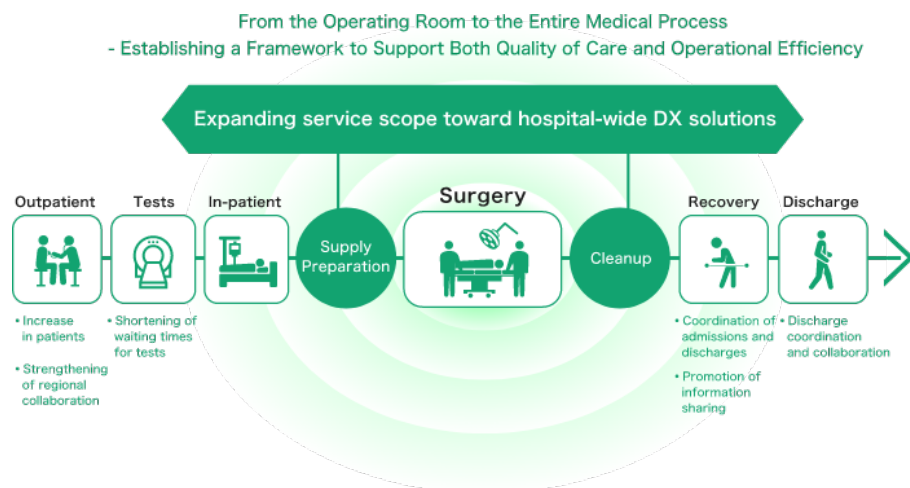 From the Operating Room to the Entire Medical Process
- Establishing a Framework to Support Both Quality of Care and Operational Efficiency
Expanding service scope toward hospital-wide DX solutions
Outpatient
Tests
In-patient
Supply
Preparation
Surgery
Cleanup
Recovery
Discharge
• Increase
in patients
• Strengthening
of regional
collaboration
• Shortening of
waiting times
for tests
• Coordination of
admissions and
discharges
• Promotion of
information
sharing
• Discharge
coordination
and collaboration